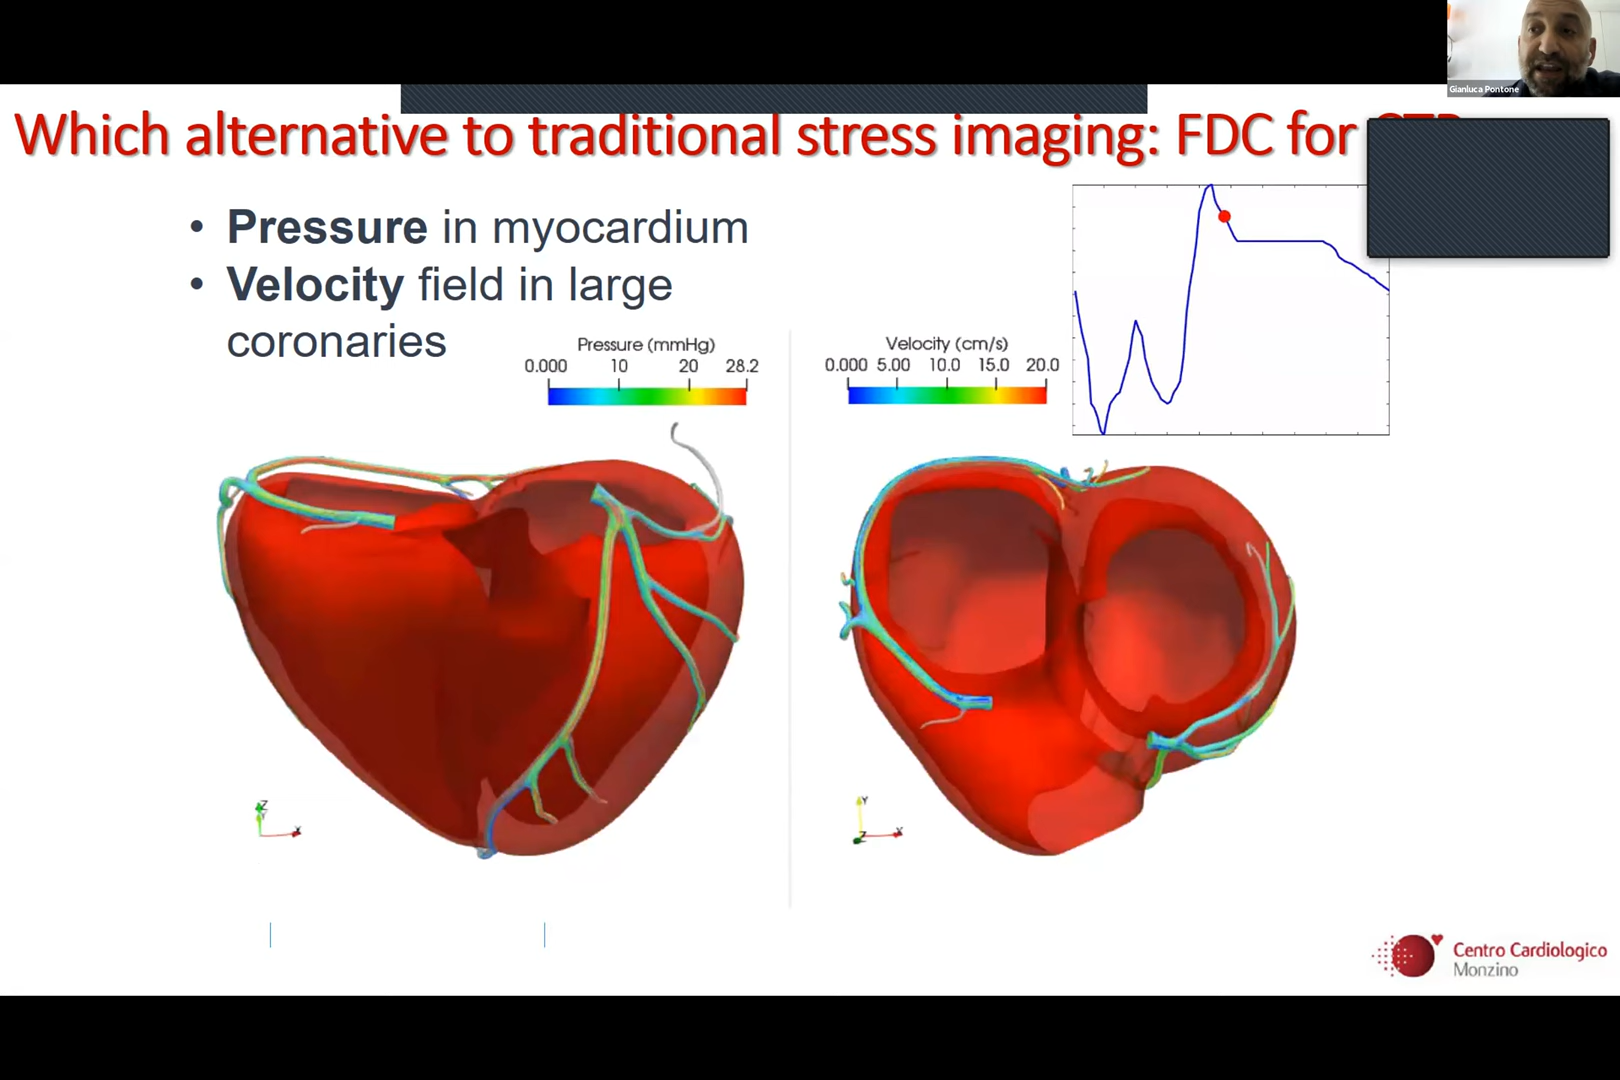 Gianluca Pontone
Which alternative to traditional stress imaging: FDC for
• Pressure in myocardium
• Velocity field in large
coronaries
Pressure (mmHg)
0.000 10 20 28.2
Velocity (cm/s)
0.000 5.00 10.0 15.0 20.0
Z
Y
X
Y
Z
X
Centro Cardiologico
Monzino